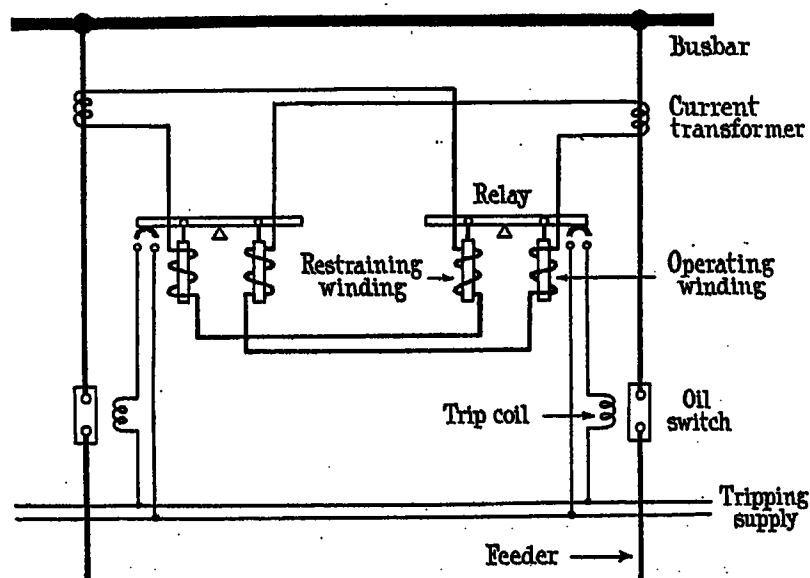 Busbar
Current
transformer
Relay
Restraining
winding
Operating
winding
Trip coil
Oil
switch
Tripping
supply
Feeder